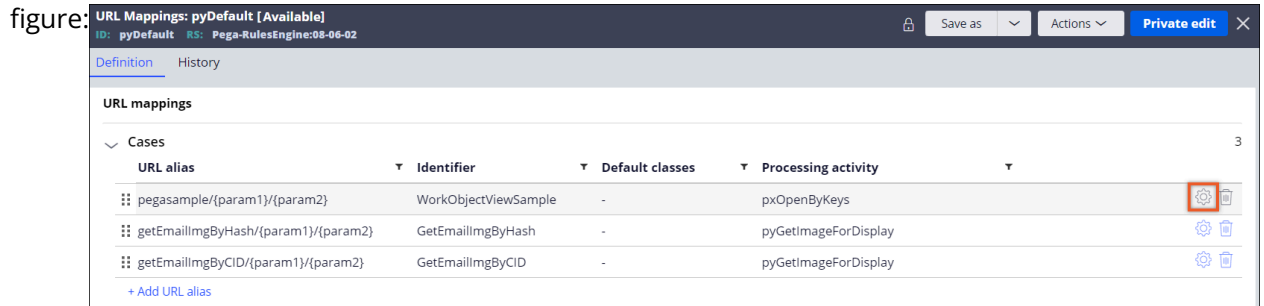 figure:
URL Mappings: pyDefault [Available]
ID: pyDefault RS: Pega-RulesEngine:08-06-02
Save as
Actions
Private edit
Definition History
URL mappings
Cases 3
URL alias Identifier Default classes Processing activity
pegasample/{param1}/{param2} WorkObjectViewSample - pxOpenByKeys
getEmailImgByHash/{param1}/{param2} GetEmailImgByHash - pyGetImageForDisplay
getEmailImgByCID/{param1}/{param2} GetEmailImgByCID - pyGetImageForDisplay
+ Add URL alias